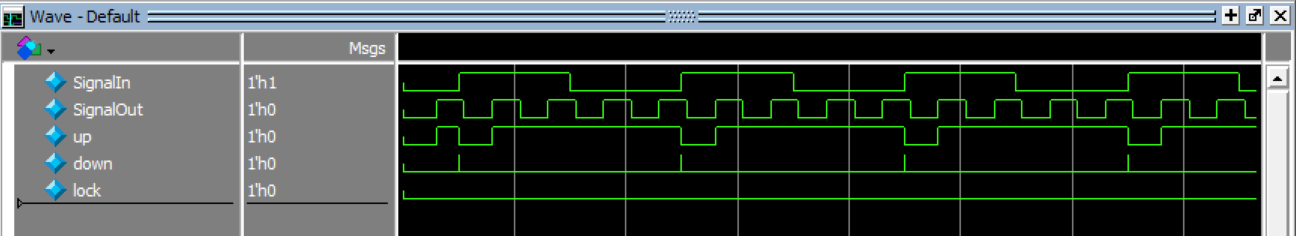 Wave - Default
Msgs
SignalIn 1'h1
SignalOut 1'h0
up 1'h0
down 1'h0
lock 1'h0